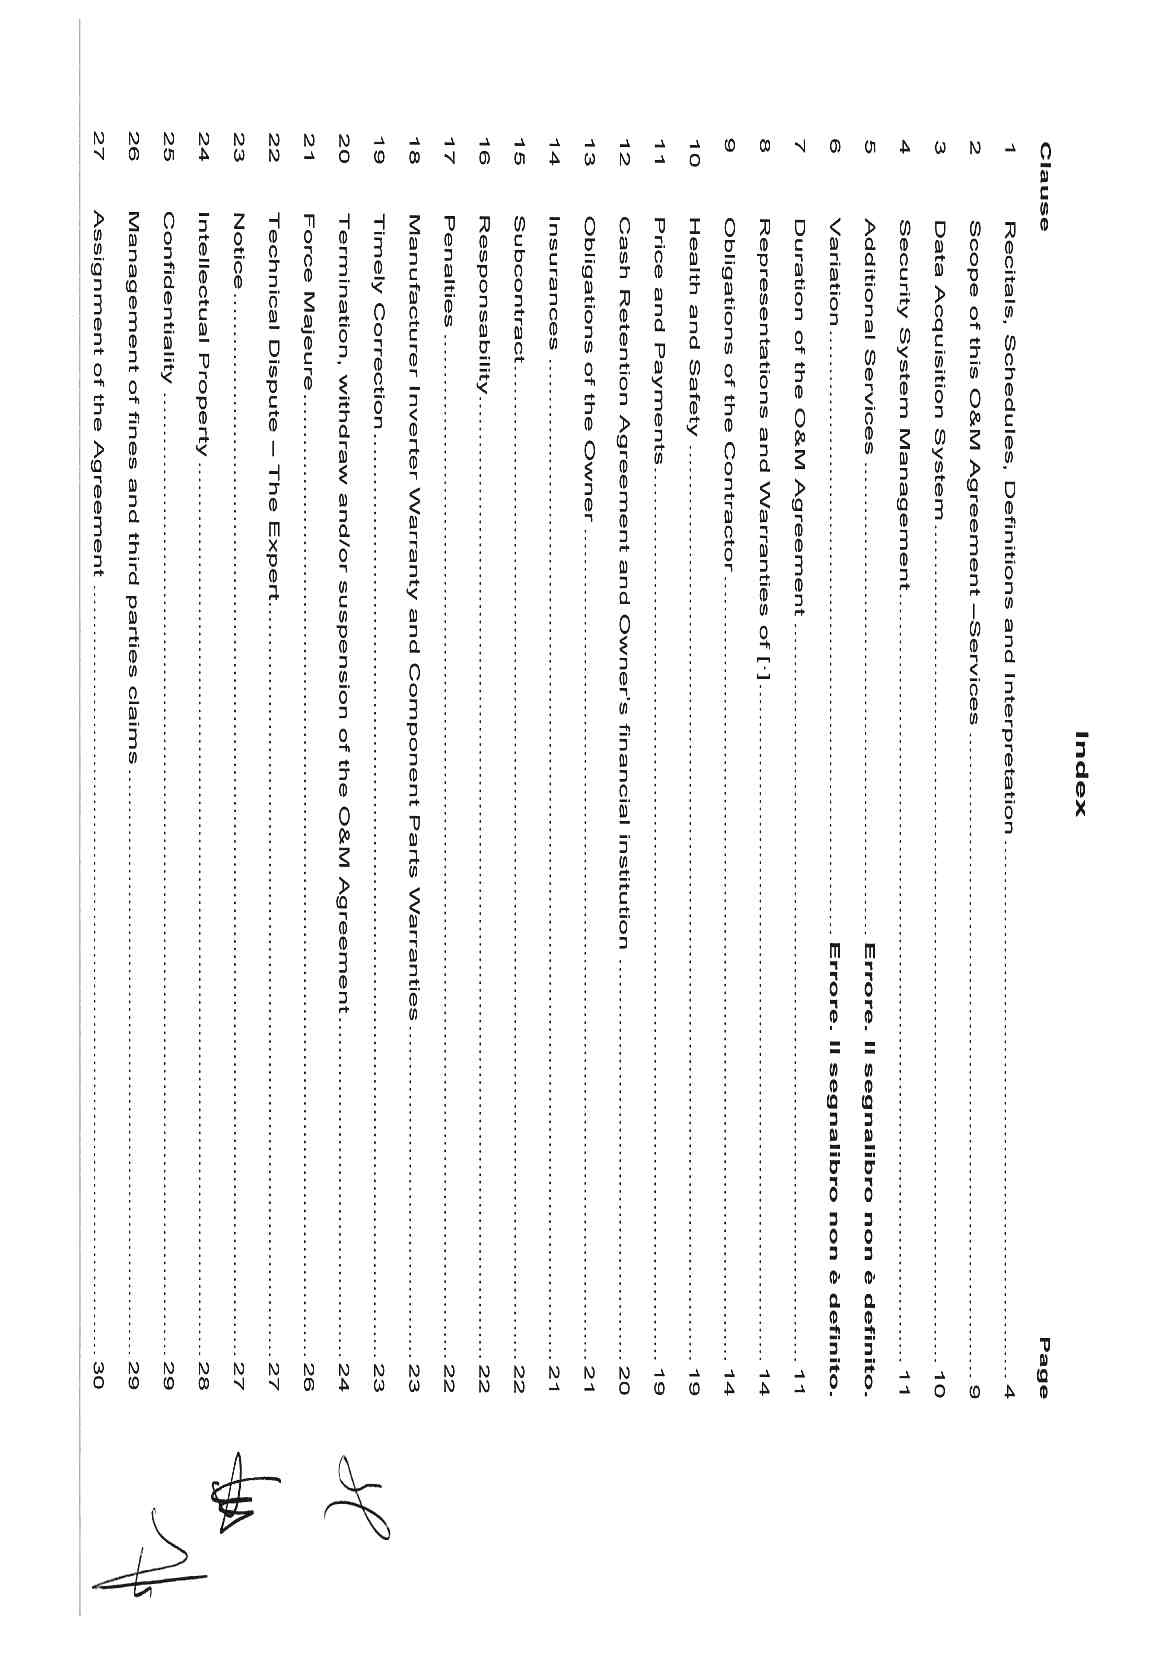 Index
Clause Page
1 Recitals, Schedules, Definitions and Interpretation 4
2 Scope of this O&M Agreement –Services 9
3 Data Acquisition System 10
4 Security System Management 11
5 Additional Services Errore. Il segnalibro non è definito.
6 Variation Errore. Il segnalibro non è definito.
7 Duration of the O&M Agreement 11
8 Representations and Warranties of [·] 14
9 Obligations of the Contractor 14
10 Health and Safety 19
11 Price and Payments 19
12 Cash Retention Agreement and Owner's financial institution 20
13 Obligations of the Owner 21
14 Insurances 21
15 Subcontract 22
16 Responsability 22
17 Penalties 22
18 Manufacturer Inverter Warranty and Component Parts Warranties 23
19 Timely Correction 23
20 Termination, withdraw and/or suspension of the O&M Agreement 24
21 Force Majeure 26
22 Technical Dispute – The Expert 27
23 Notice 27
24 Intellectual Property 28
25 Confidentiality 29
26 Management of fines and third parties claims 29
27 Assignment of the Agreement 30